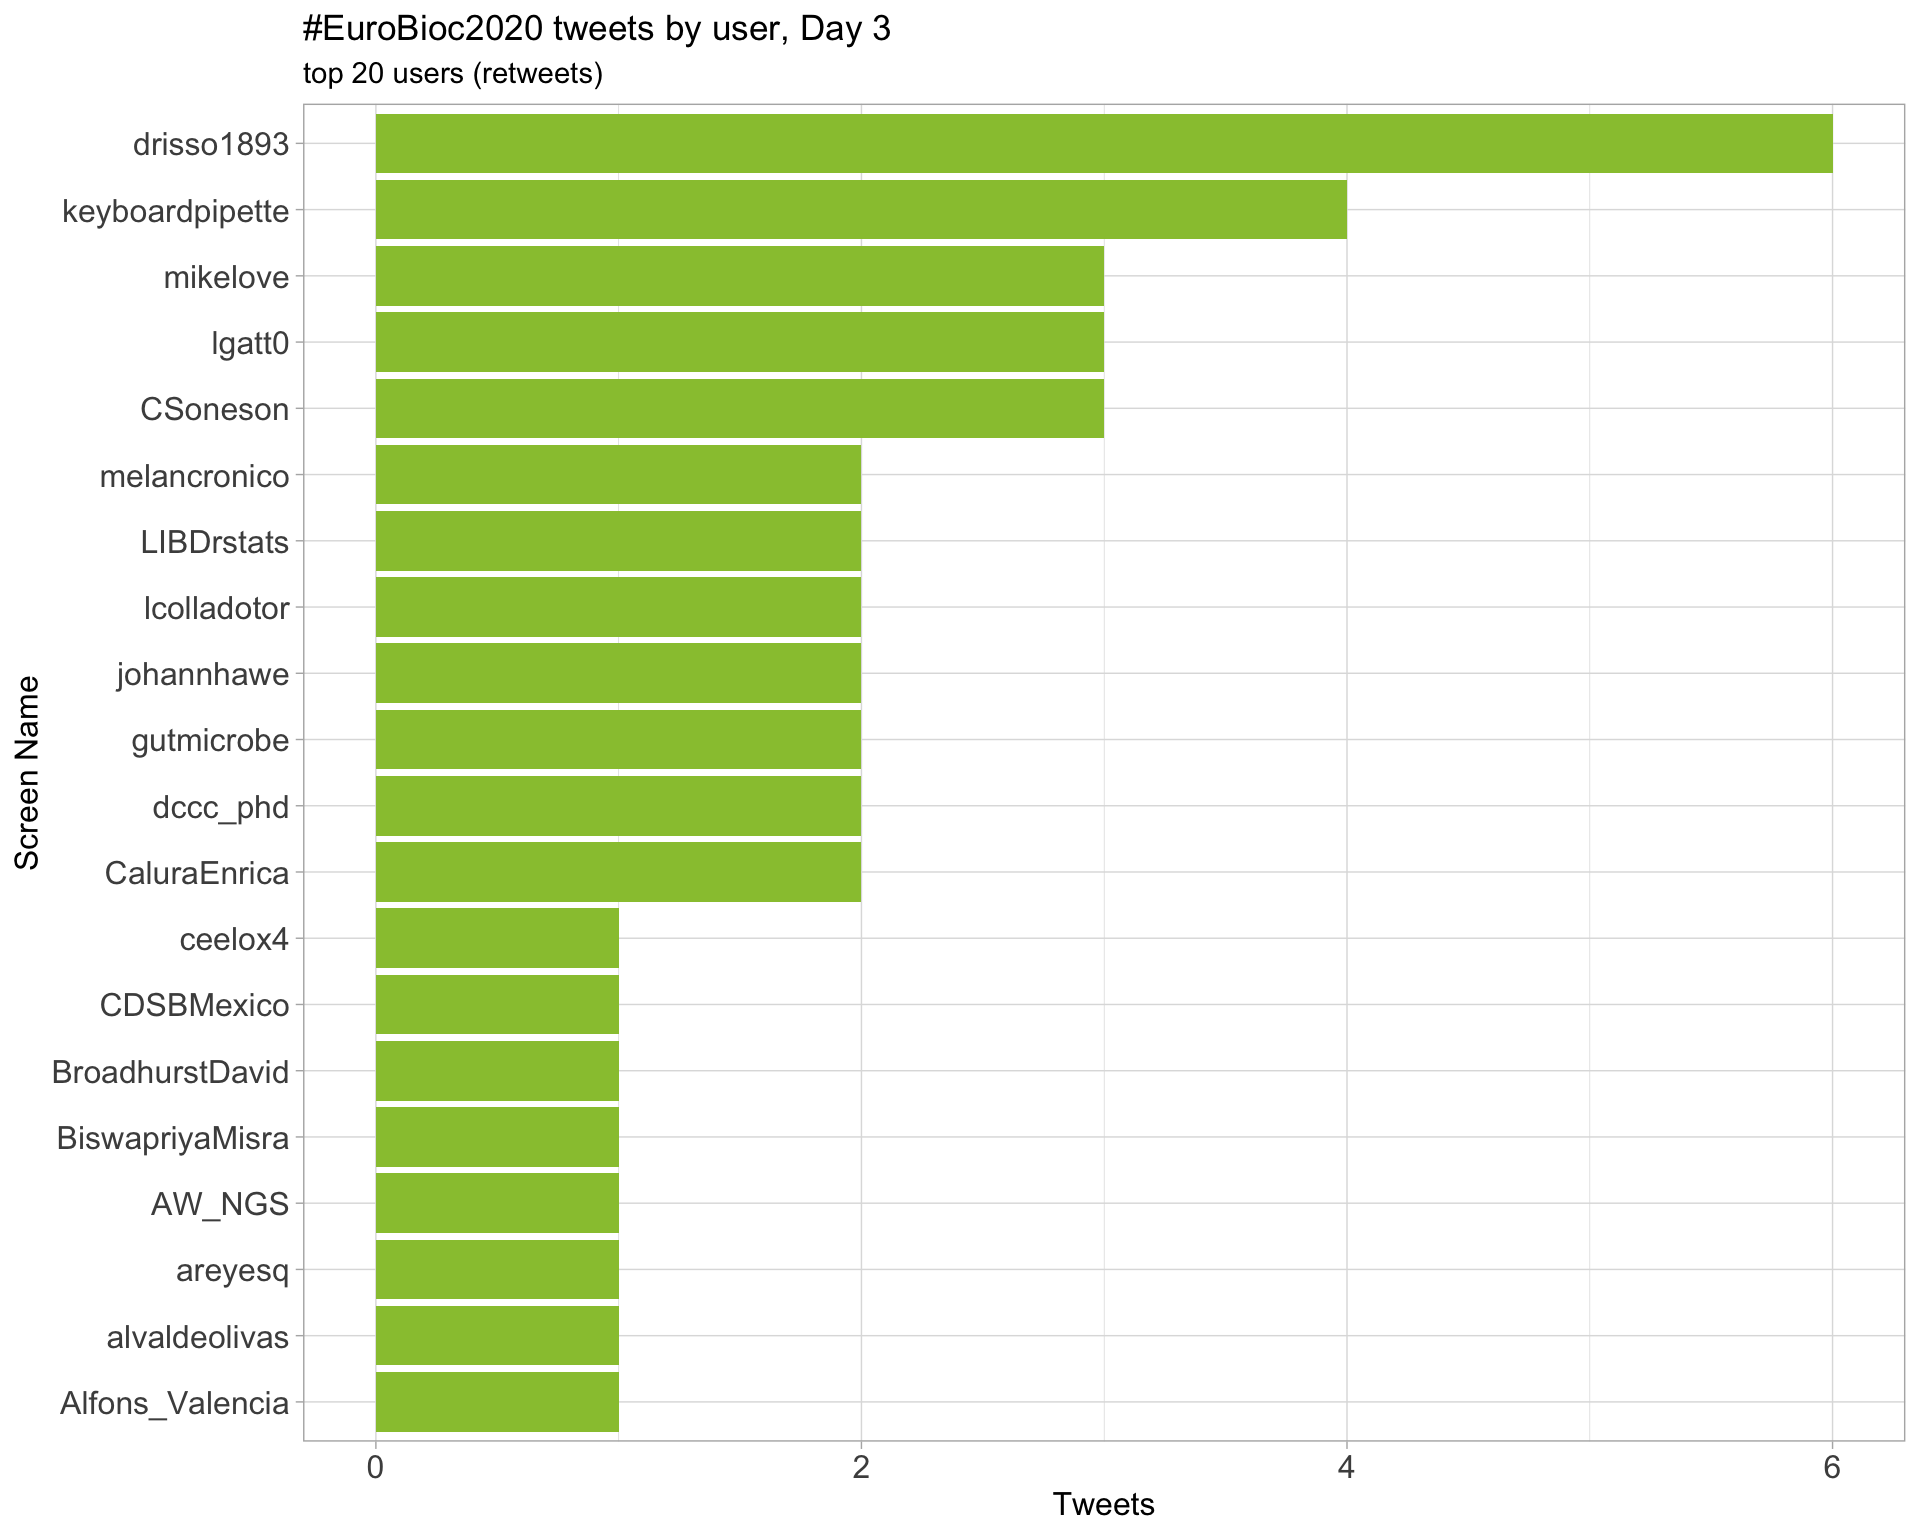 #EuroBioc2020 tweets by user, Day 3
top 20 users (retweets)
drisso1893
keyboardpipette
mikelove
lgatt0
CSoneson
melancronico
LIBDrstats
lcolladotor
johannhawe
gutmicrobe
dccc_phd
CaluraEnrica
ceelox4
CDSBMexico
BroadhurstDavid
BiswapriyaMisra
AW_NGS
areyesq
alvaldeolivas
Alfons_Valencia
Screen Name
0 2 4 6
Tweets